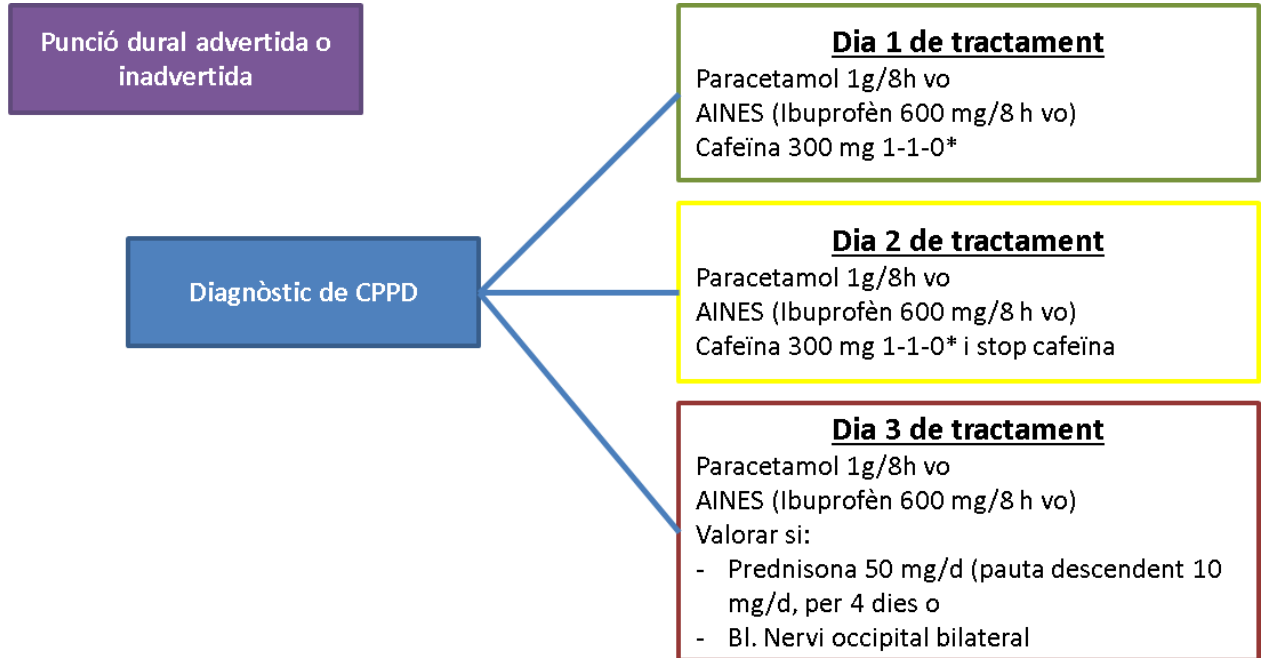 Punció dural advertida o
inadvertida
Diagnòstic de CPPD
Dia 1 de tractament
Paracetamol 1g/8h vo
AINES (Ibuprofèn 600 mg/8 h vo)
Cafeïna 300 mg 1-1-0*
Dia 2 de tractament
Paracetamol 1g/8h vo
AINES (Ibuprofèn 600 mg/8 h vo)
Cafeïna 300 mg 1-1-0* i stop cafeïna
Dia 3 de tractament
Paracetamol 1g/8h vo
AINES (Ibuprofèn 600 mg/8 h vo)
Valorar si:
- Prednisona 50 mg/d (pauta descendent 10
mg/d, per 4 dies o
- Bl. Nervi occipital bilateral